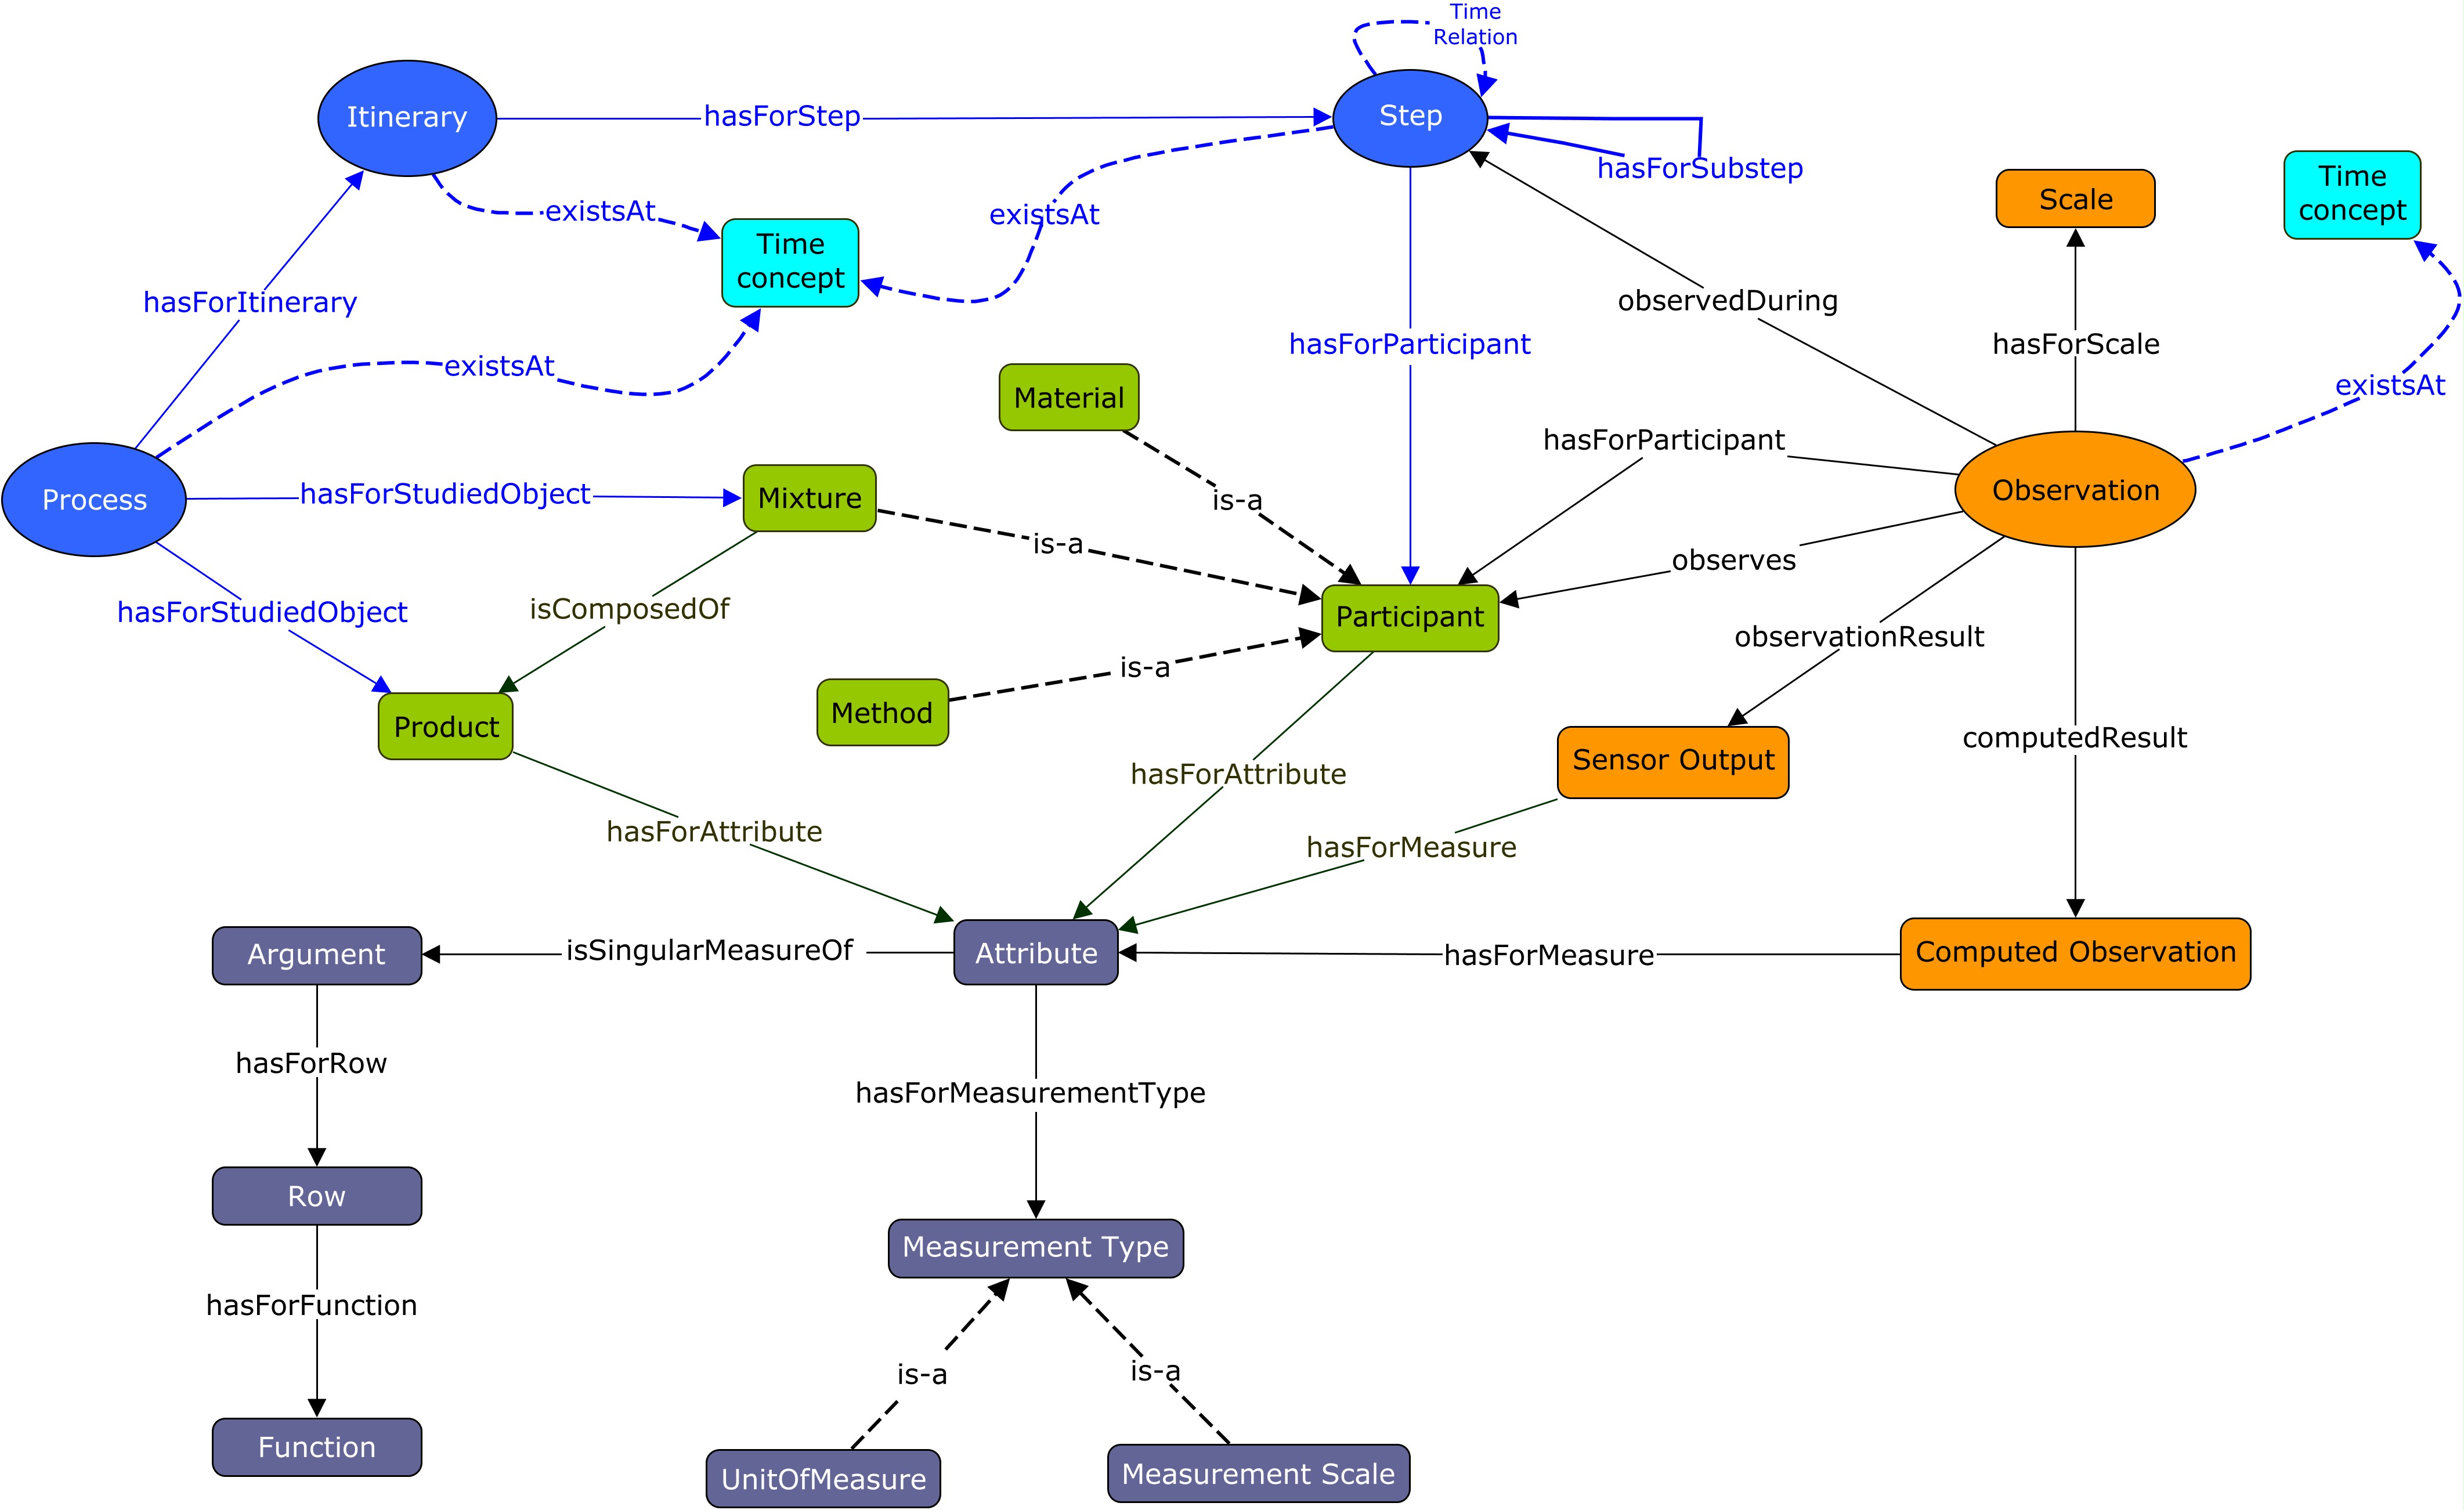 Time
Relation
Itinerary
hasForStep
Step
hasForSubstep
Scale
Time
concept
existsAt
existsAt
Time
concept
hasForItinerary
observedDuring
hasForParticipant
hasForScale
existsAt
existsAt
Material
hasForParticipant
Process
hasForStudiedObject
Mixture
is-a
is-a
Observation
hasForStudiedObject
isComposedOf
observes
Participant
observationResult
is-a
Product
Method
Sensor Output
computedResult
hasForAttribute
hasForAttribute
hasForMeasure
Argument
isSingularMeasureOf
Attribute
hasForMeasure
Computed Observation
hasForRow
hasForMeasurementType
Row
Measurement Type
hasForFunction
is-a
is-a
Function
UnitOfMeasure
Measurement Scale